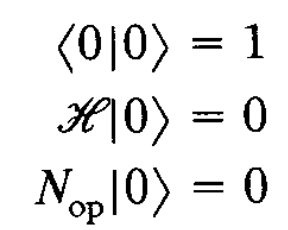 ⟨0|0⟩ = 1
ℋ|0⟩ = 0
N_op|0⟩ = 0